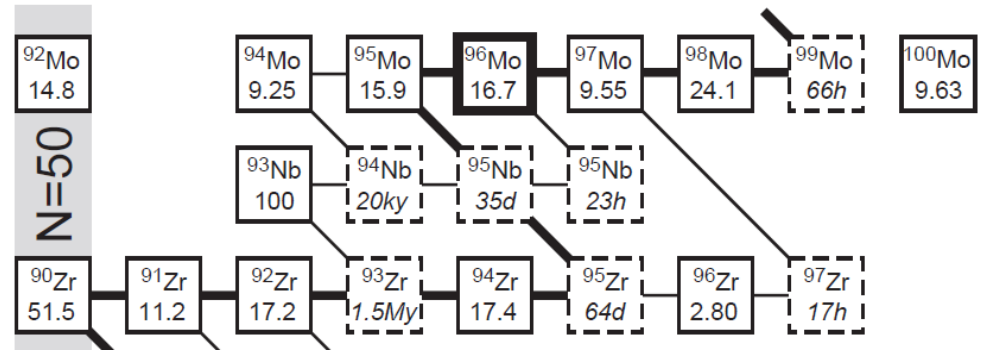 92Mo
14.8
94Mo
9.25
95Mo
15.9
96Mo
16.7
97Mo
9.55
98Mo
24.1
99Mo
66h
100Mo
9.63
N=50
93Nb
100
94Nb
20ky
95Nb
35d
95Nb
23h
90Zr
51.5
91Zr
11.2
92Zr
17.2
93Zr
1.5My
94Zr
17.4
95Zr
64d
96Zr
2.80
97Zr
17h